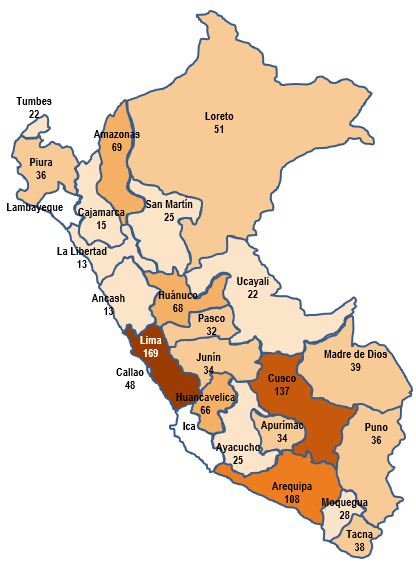 Loreto
51
Tumbes
22
Amazonas
69
Piura
36
Lambayeque
Cajamarca
15
San Martín
25
La Libertad
13
Ucayali
22
Ancash
13
Huánuco
68
Pasco
32
Lima
169
Junín
34
Madre de Dios
39
Callao
48
Cusco
137
Huancavelica
66
Ica
Apurímac
34
Puno
36
Ayacucho
25
Arequipa
108
Moquegua
28
Tacna
38